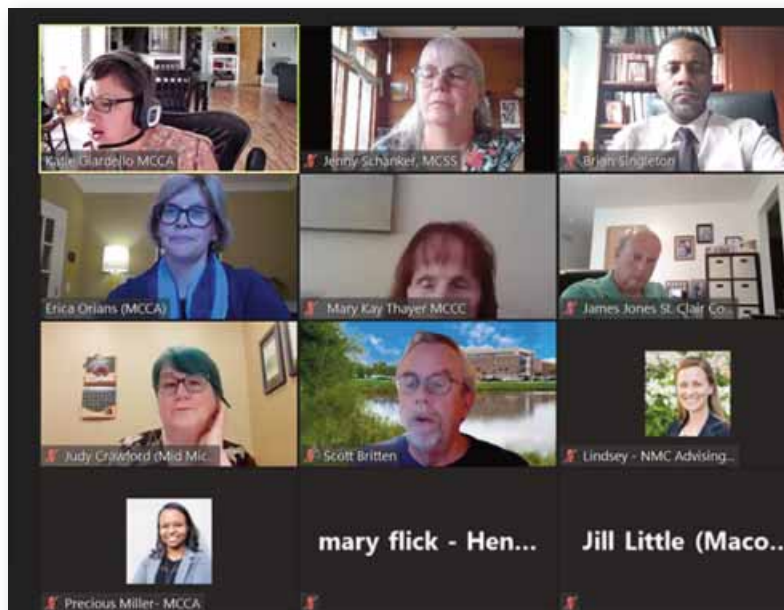 Katie Giardello MCCA
Jenny Schanker, MCSS
Brian Singleton
Erica Orians (MCCA)
Mary Kay Thayer MCCC
James Jones St. Clair Co...
Judy Crawford (Mid Mic...
Scott Britten
Lindsey - NMC Advising...
Precious Miller- MCCA
mary flick - Hen...
Jill Little (Maco...